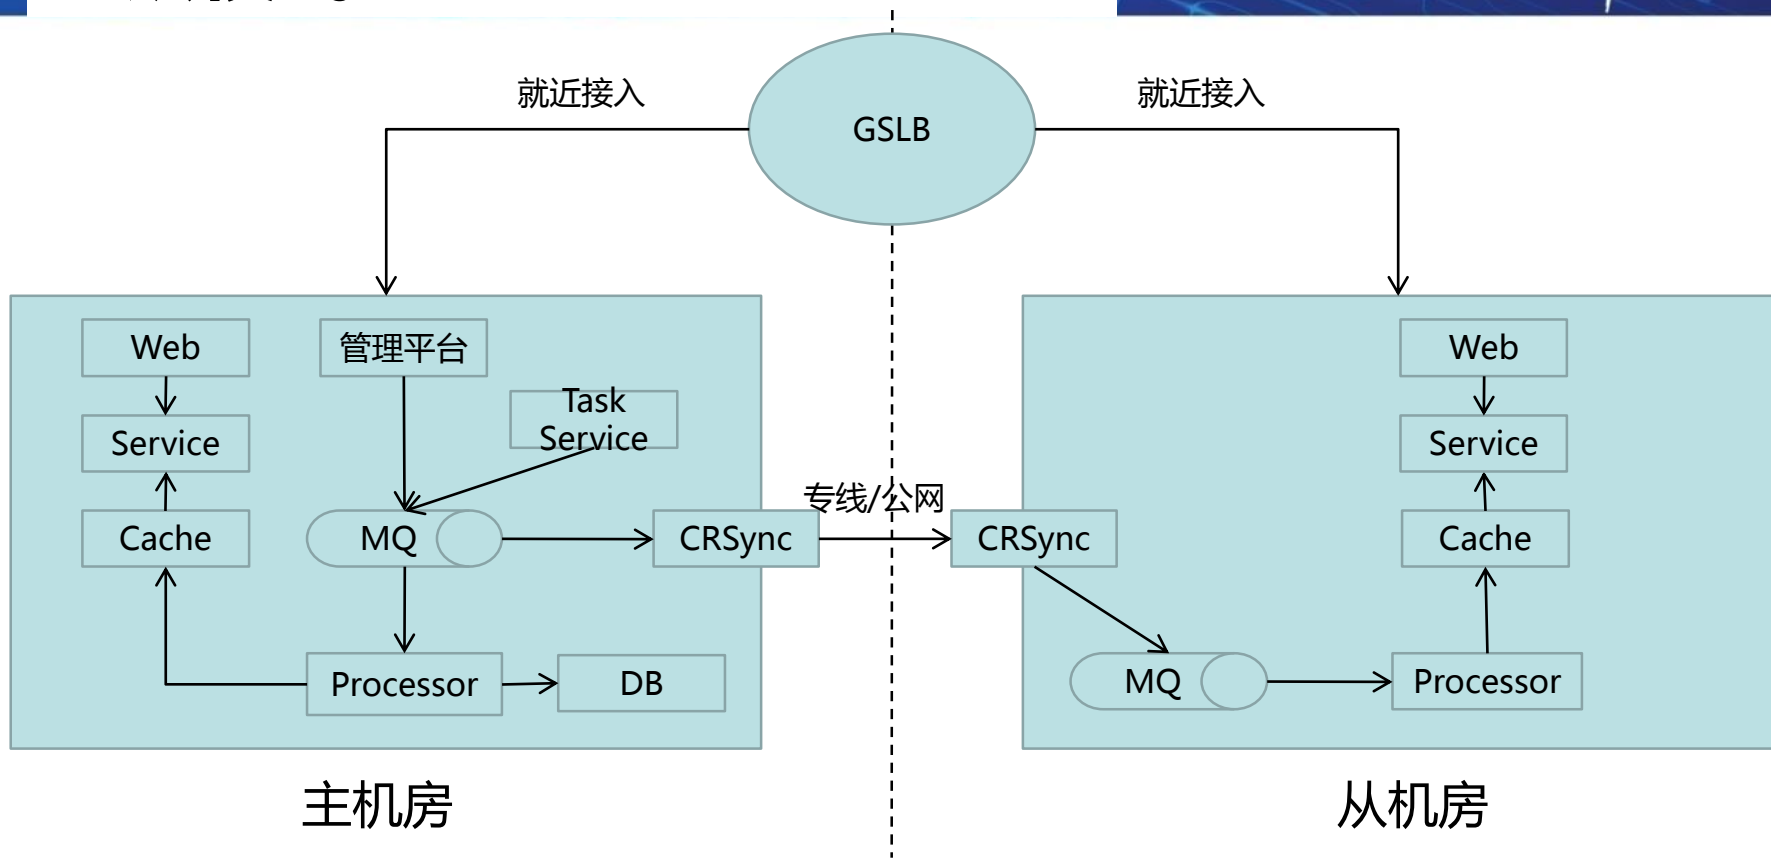 就近接入
就近接入
GSLB
Web
管理平台
Task
Service
Service
Cache
MQ
CRSync
专线/公网
CRSync
Processor
DB
Web
Service
Cache
MQ
Processor
主机房
从机房